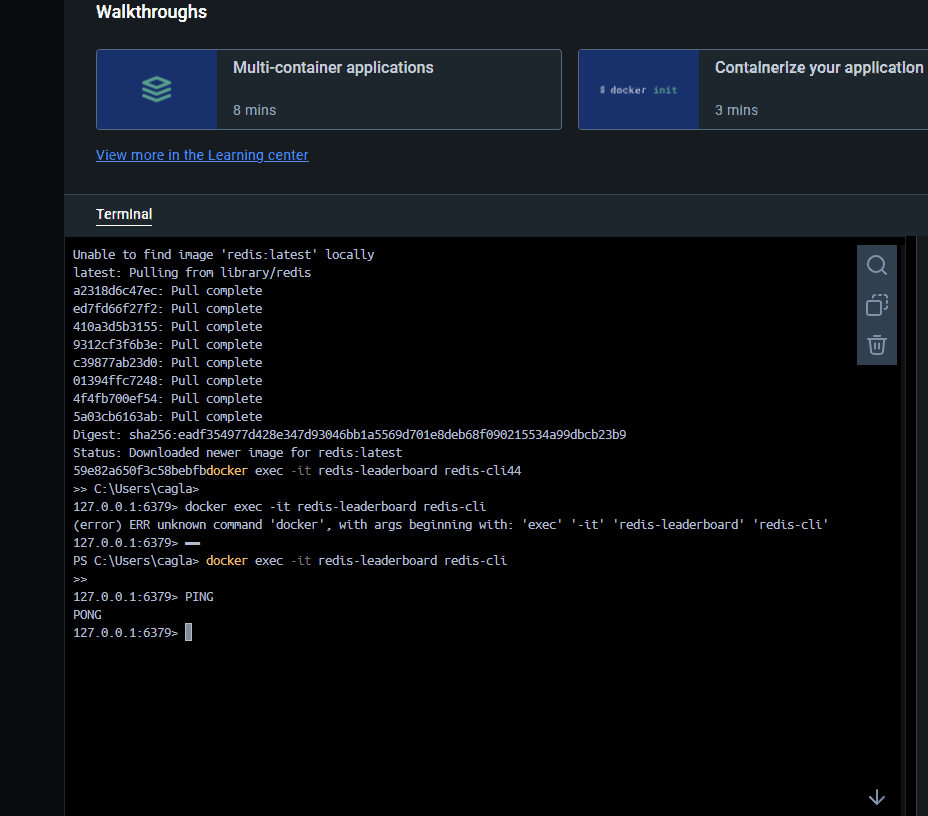 Walkthroughs
Multi-container applications
8 mins
$ docker init
Containerize your application
3 mins
View more in the Learning center
Terminal
Unable to find image 'redis:latest' locally
latest: Pulling from library/redis
a2318d6c47ec: Pull complete
ed7fd66f27f2: Pull complete
410a3d5b3155: Pull complete
9312cf3f6b3e: Pull complete
c39877ab23d0: Pull complete
01394ffc7248: Pull complete
4f4fb700ef54: Pull complete
5a03cb6163ab: Pull complete
Digest: sha256:eadf354977d428e347d93046bb1a5569d701e8deb68f090215534a99dbcb23b9
Status: Downloaded newer image for redis:latest
59e82a650f3c58bebfbdocker exec -it redis-leaderboard redis-cli44
>> C:\Users\cagla>
127.0.0.1:6379> docker exec -it redis-leaderboard redis-cli
(error) ERR unknown command 'docker', with args beginning with: 'exec' '-it' 'redis-leaderboard' 'redis-cli'
127.0.0.1:6379>
PS C:\Users\cagla> docker exec -it redis-leaderboard redis-cli
>>
127.0.0.1:6379> PING
PONG
127.0.0.1:6379>